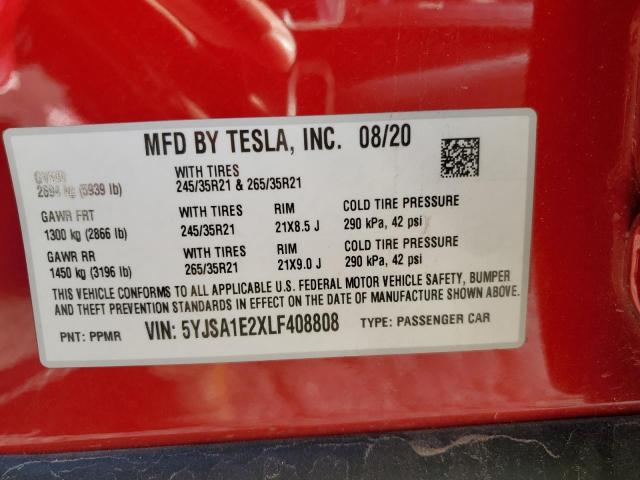 MFD BY TESLA, INC. 08/20
GVWR WITH TIRES
2694 kg (5939 lb) 245/35R21 & 265/35R21
GAWR FRT WITH TIRES RIM COLD TIRE PRESSURE
1300 kg (2866 lb) 245/35R21 21X8.5 J 290 kPa, 42 psi
GAWR RR WITH TIRES RIM COLD TIRE PRESSURE
1450 kg (3196 lb) 265/35R21 21X9.0 J 290 kPa, 42 psi
THIS VEHICLE CONFORMS TO ALL APPLICABLE U.S. FEDERAL MOTOR VEHICLE SAFETY, BUMPER
AND THEFT PREVENTION STANDARDS IN EFFECT ON THE DATE OF MANUFACTURE SHOWN ABOVE.
PNT: PPMR VIN: 5YJSA1E2XLF408808 TYPE: PASSENGER CAR